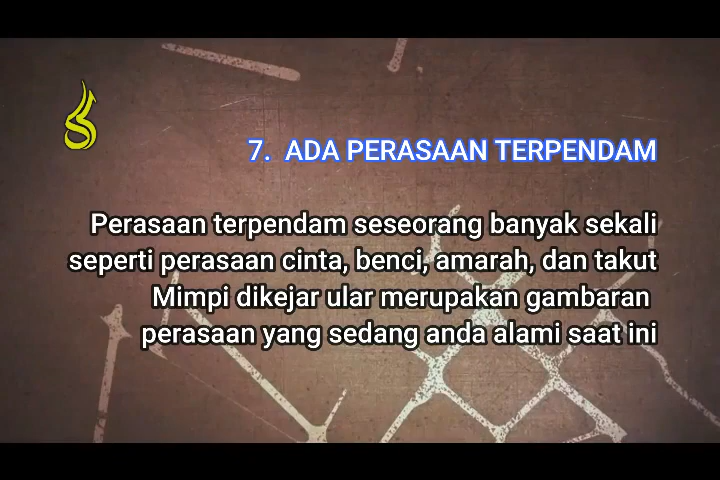 7. ADA PERASAAN TERPENDAM
Perasaan terpendam seseorang banyak sekali
seperti perasaan cinta, benci, amarah, dan takut
Mimpi dikejar ular merupakan gambaran
perasaan yang sedang anda alami saat ini